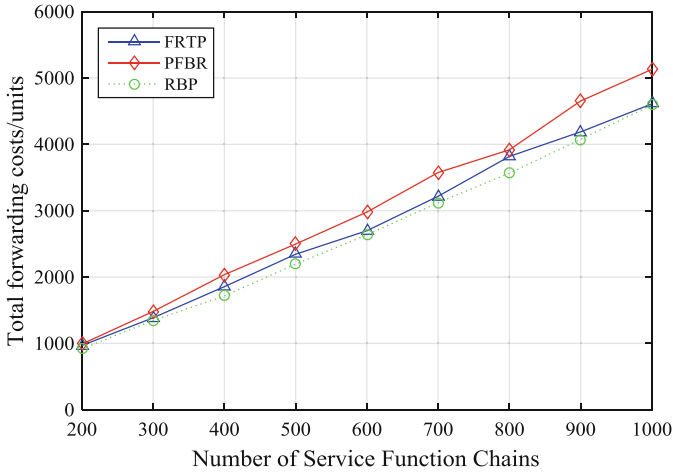 6000
5000
4000
3000
2000
1000
0
FRTP
PFBR
RBP
Total forwarding costs/units
200 300 400 500 600 700 800 900 1000
Number of Service Function Chains